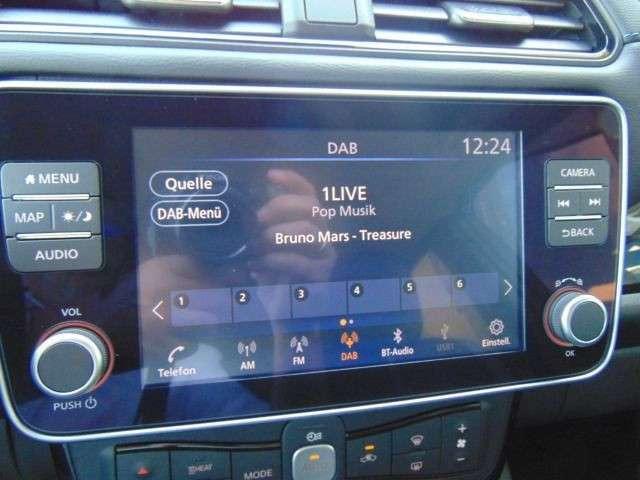 DAB 12:24
MENU
MAP
AUDIO
VOL
PUSH
Quelle
DAB-Menü
1LIVE
Pop Musik
Bruno Mars - Treasure
1 2 3 4 5 6
Telefon
AM
FM
DAB
BT-Audio
USB1
Einstell.
CAMERA
BACK
OK
HEAT
MODE
AUTO